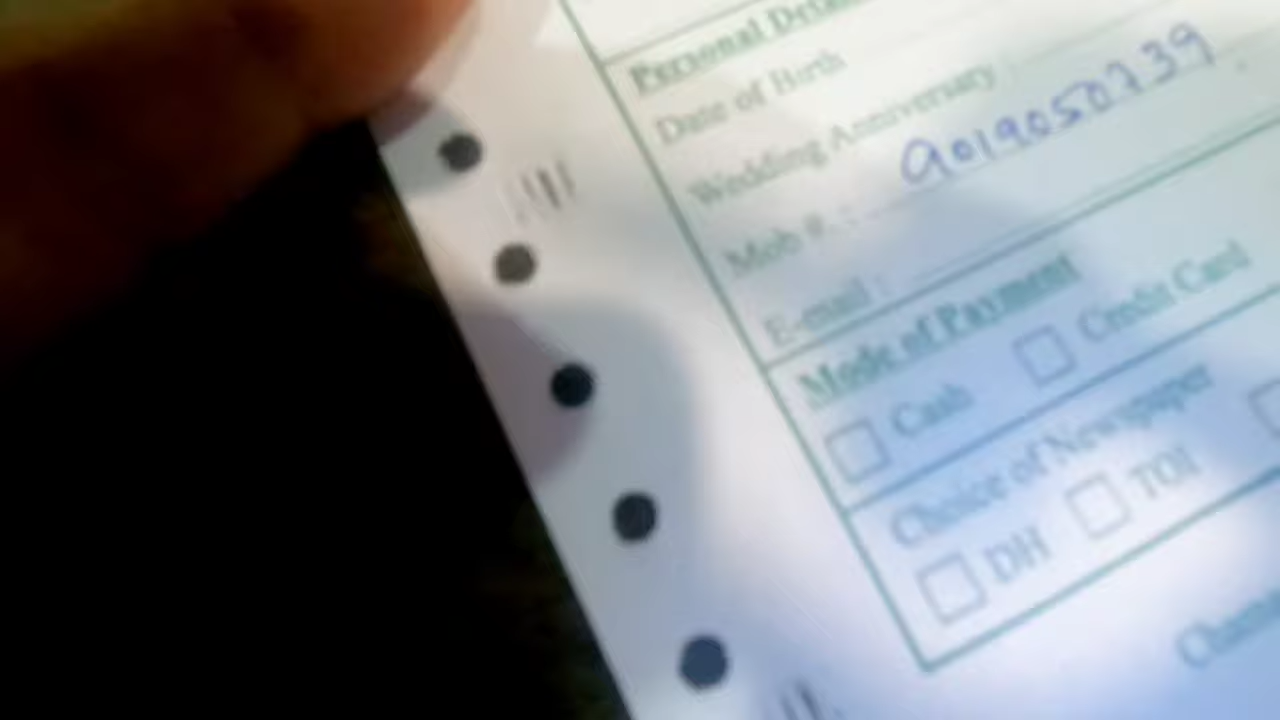 Personal Deta
Date of Birth
Wedding Anniversary
Mob #. : 9019050739
E-mail :
Mode of Payment
Cash Credit Card
Choice of Newspaper
DH TOI